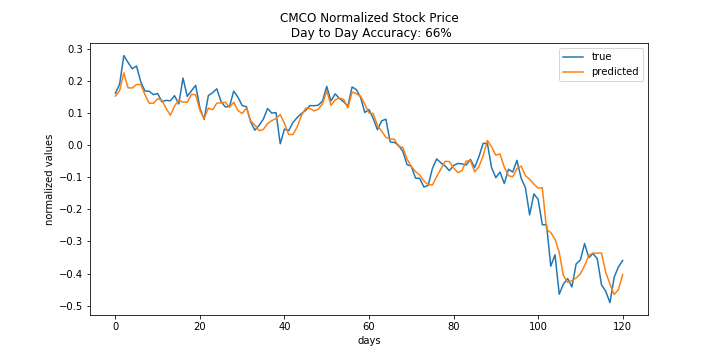 CMCO Normalized Stock Price
Day to Day Accuracy: 66%
true
predicted
normalized values
0.3
0.2
0.1
0.0
−0.1
−0.2
−0.3
−0.4
−0.5
0 20 40 60 80 100 120
days